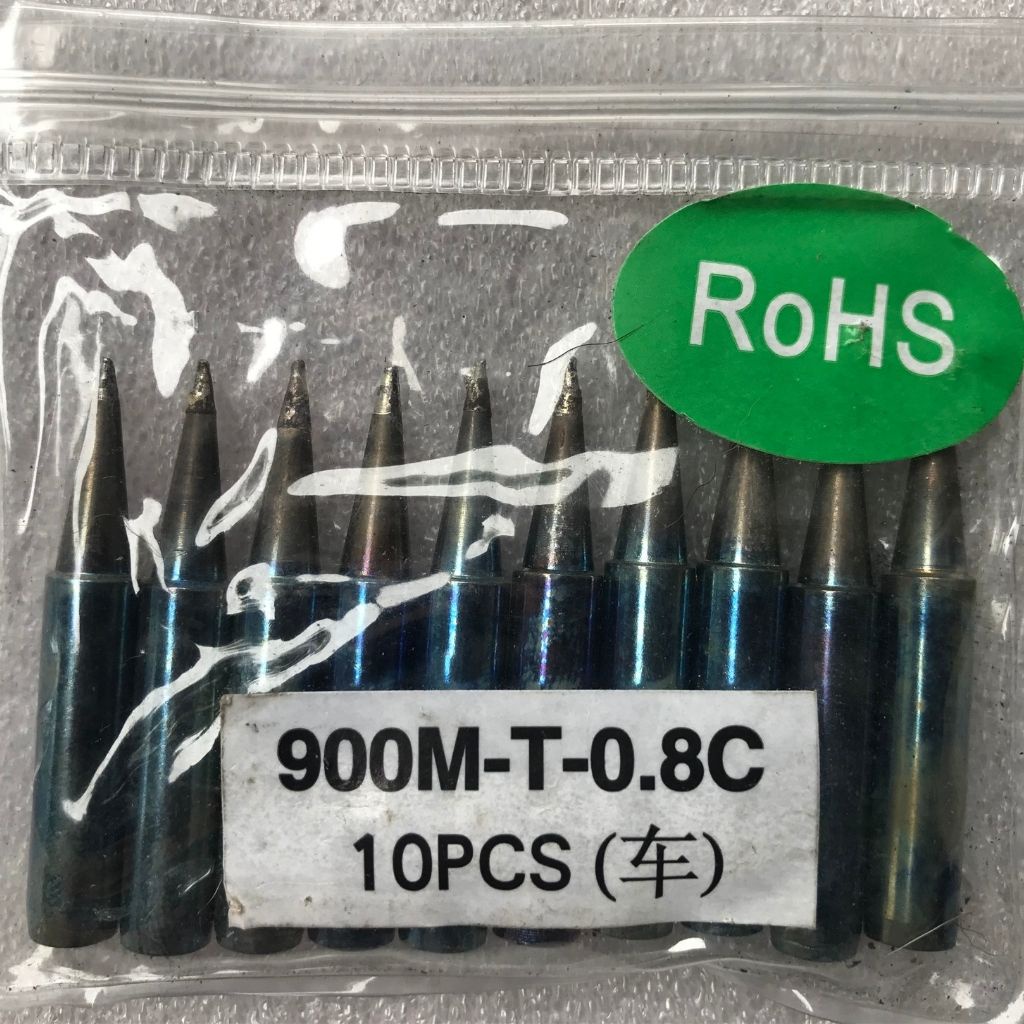 RoHS
900M-T-0.8C
10PCS (车)